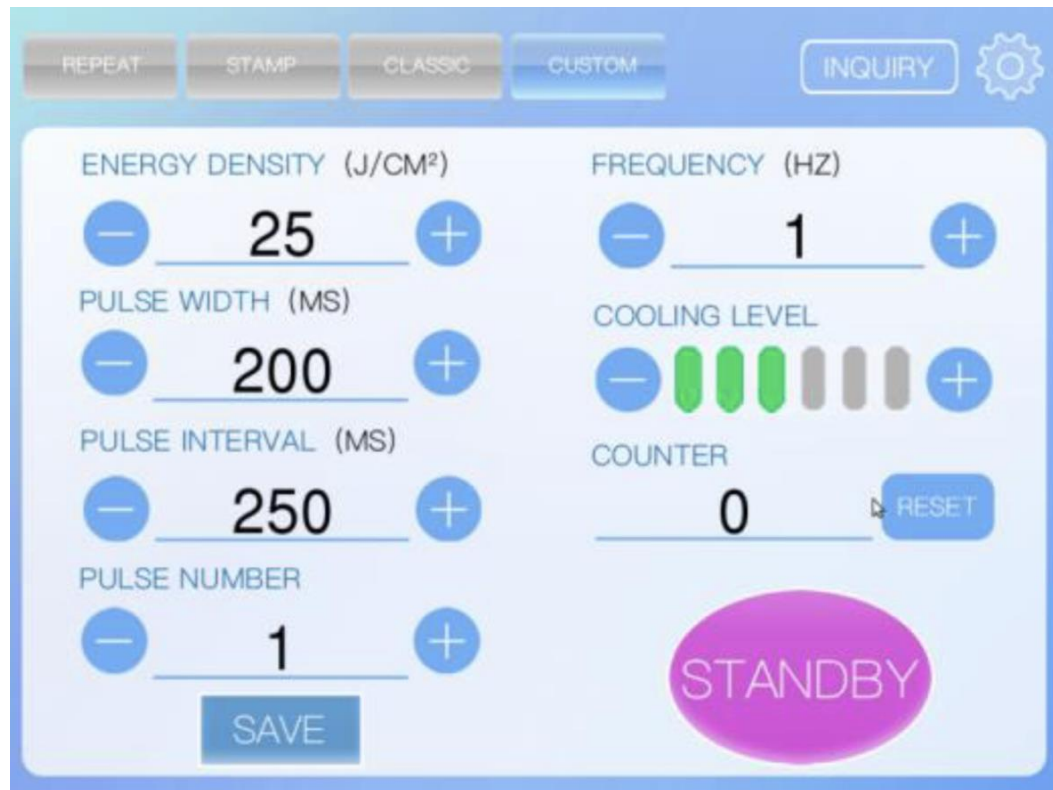 REPEAT STAMP CLASSIC CUSTOM INQUIRY
ENERGY DENSITY (J/CM²)
25
PULSE WIDTH (MS)
200
PULSE INTERVAL (MS)
250
PULSE NUMBER
1
SAVE
FREQUENCY (HZ)
1
COOLING LEVEL
COUNTER
0 RESET
STANDBY